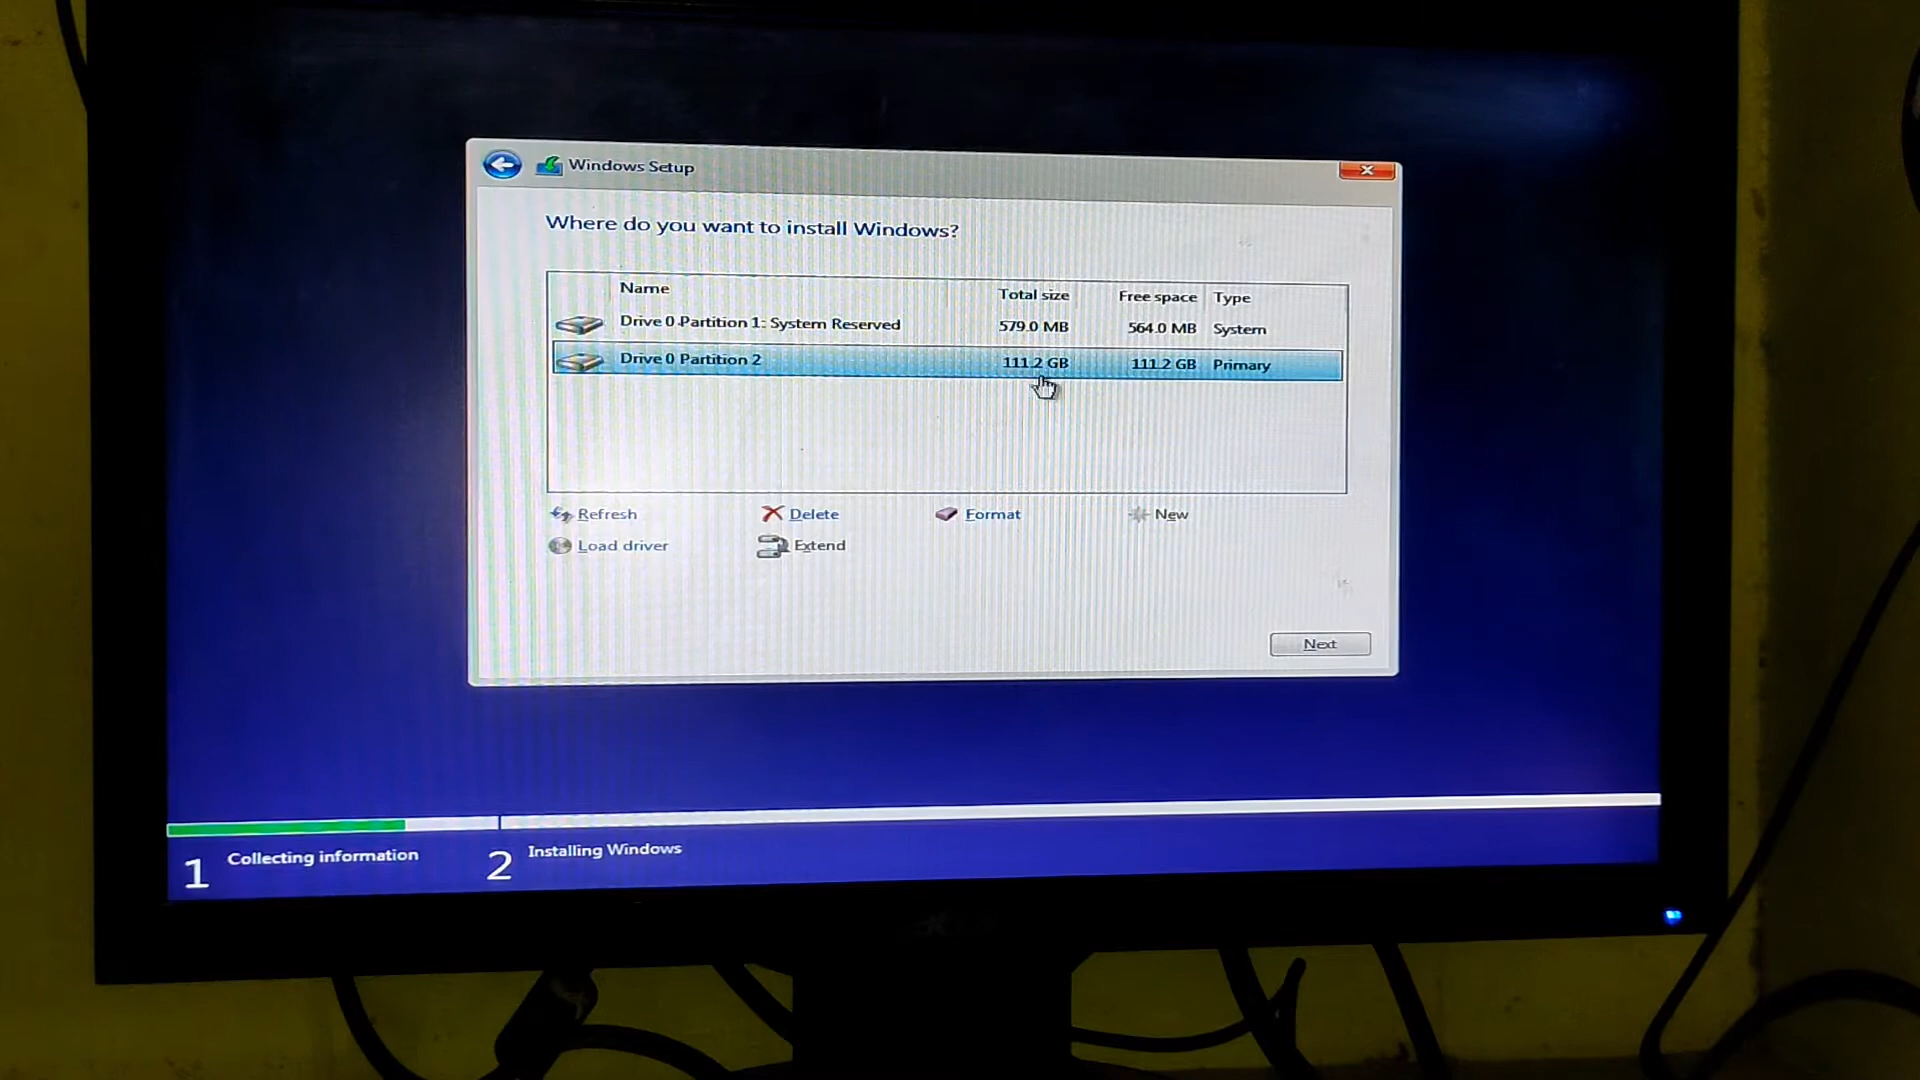 Windows Setup
Where do you want to install Windows?
Name Total size Free space Type
Drive 0 Partition 1: System Reserved 579.0 MB 564.0 MB System
Drive 0 Partition 2 111.2 GB 111.2 GB Primary
Refresh Delete Format New
Load driver Extend
Next
1 Collecting information 2 Installing Windows